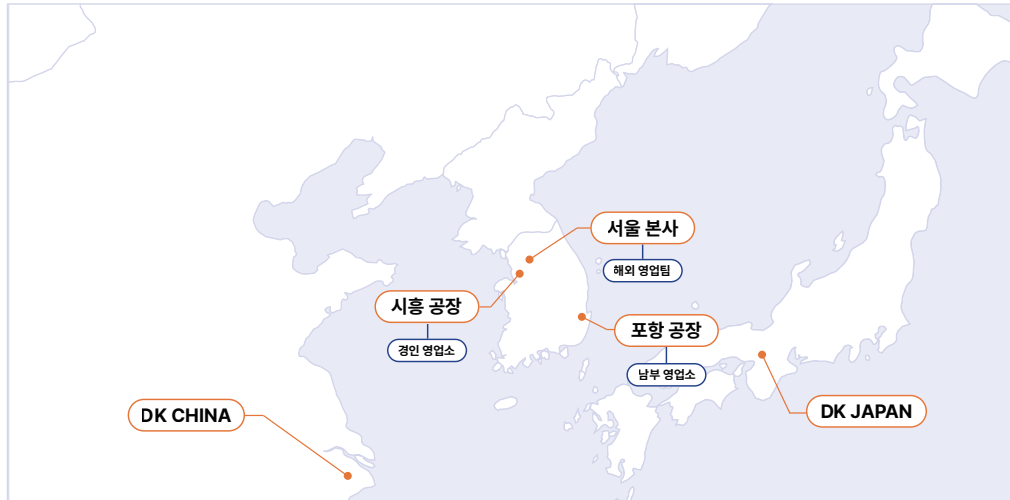 서울 본사
해외 영업팀
시흥 공장
경인 영업소
포항 공장
남부 영업소
DK CHINA
DK JAPAN